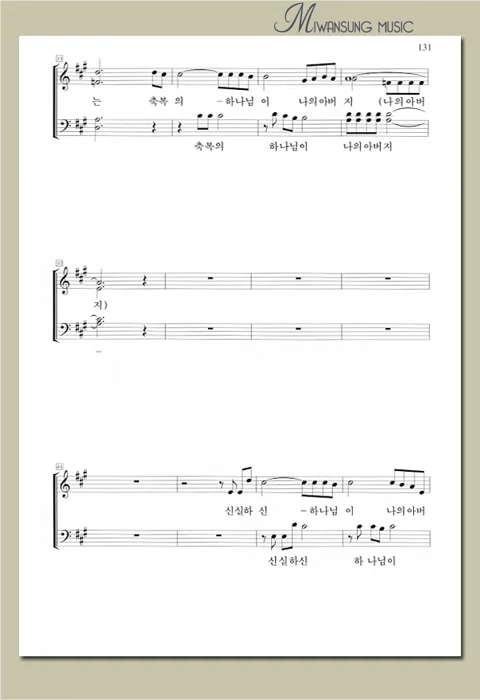 MIWANSUNG MUSIC
131
는 축복 의 - 하나님 이 나의아버 지 (나의아버
축복의 하나님이 나의아버지
지)
신실하 신 - 하나님 이 나의아버
신실하신 하 나님이